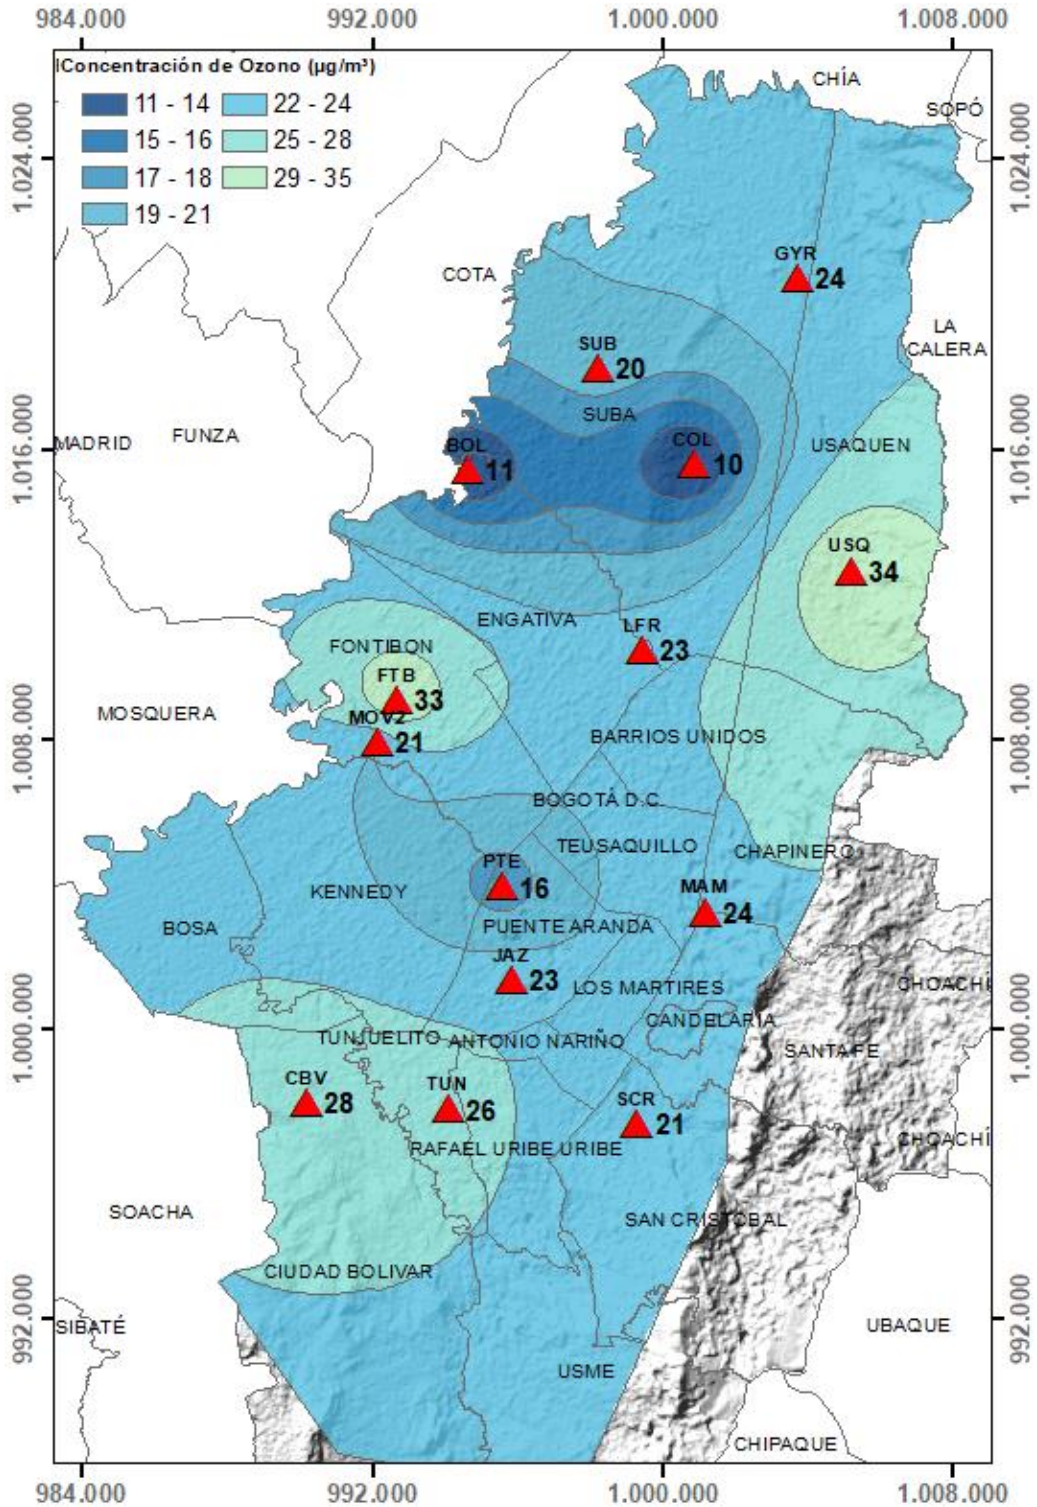 984.000 992.000 1.000.000 1.008.000
lConcentración de Ozono (µg/m³)
11 - 14 22 - 24
15 - 16 25 - 28
17 - 18 29 - 35
19 - 21
CHÍA
SOPÓ
1.024.000 1.024.000
COTA
GYR
24
LA
CALERA
SUB
20
SUBA
MADRID
FUNZA
BOL
11
COL
10
USAQUEN
1.016.000 1.016.000
USQ
34
ENGATIVA
LFR
23
FONTIBON
FTB
33
MOSQUERA
MOV2
21
BARRIOS UNIDOS
1.008.000 1.008.000
BOGOTÁ D.C.
TEUSAQUILLO
CHAPINERO
PTE
16
KENNEDY
MAM
24
BOSA
PUENTE ARANDA
JAZ
23
LOS MARTIRES
CHOACHÍ
CANDELARIA
1.000.000 1.000.000
TUNJUELITO
ANTONIO NARIÑO
SANTA FE
CBV
28
TUN
26
SCR
21
CHOACHÍ
RAFAEL URIBE URIBE
SOACHA
SAN CRISTOBAL
CIUDAD BOLIVAR
SIBATÉ
UBAQUE
992.000 992.000
USME
CHIPAQUE
984.000 992.000 1.000.000 1.008.000